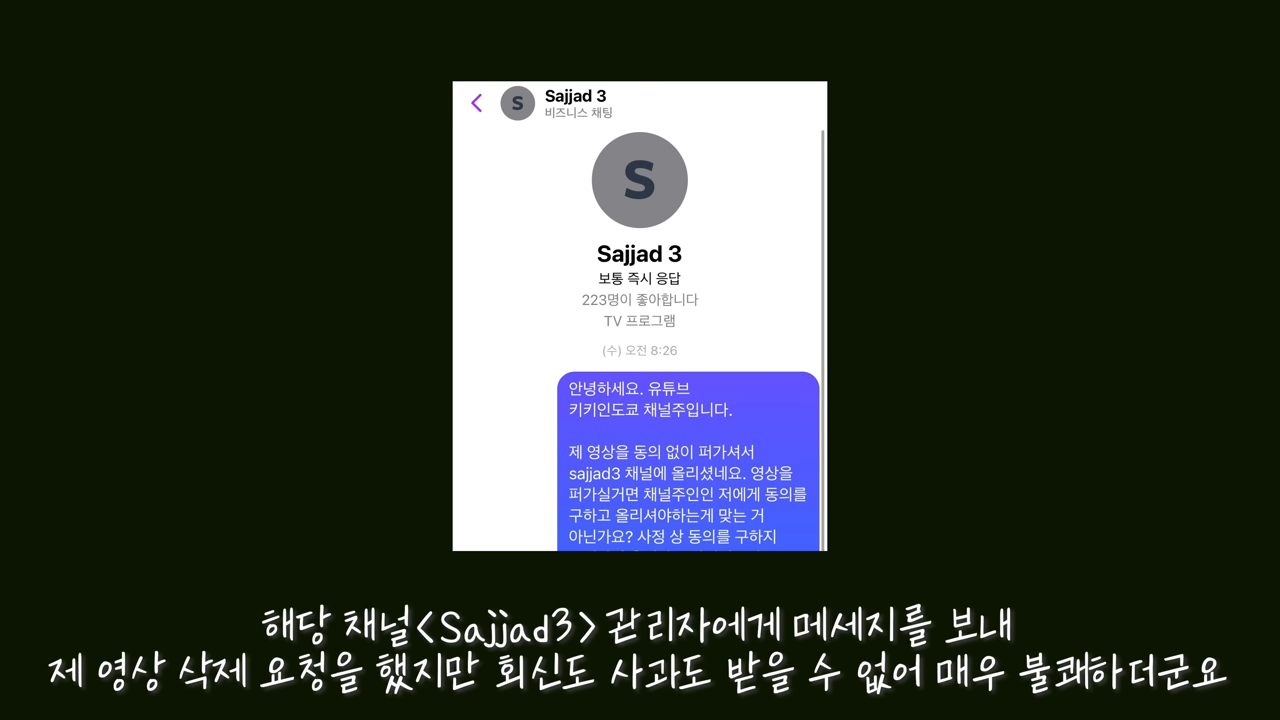 S
Sajjad 3
비즈니스 채팅
S
Sajjad 3
보통 즉시 응답
223명이 좋아합니다
TV 프로그램
(수) 오전 8:26
안녕하세요. 유튜브
키키인도쿄 채널주입니다.
제 영상을 동의 없이 퍼가셔서
sajjad3 채널에 올리셨네요. 영상을
퍼가실거면 채널주인인 저에게 동의를
구하고 올리셔야하는게 맞는 거
아닌가요? 사정 상 동의를 구하지
해당 채널<Sajjad3>관리자에게 메세지를 보내
제 영상 삭제 요청을 했지만 회신도 사과도 받을 수 없어 매우 불쾌하더군요